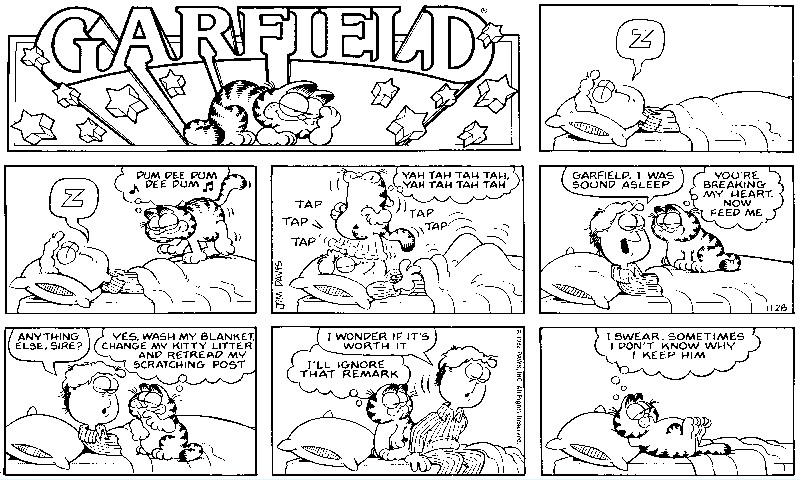 GARFIELD
®
Z
Z
DUM DEE DUM
DEE DUM
YAH TAH TAH TAH,
YAH TAH TAH TAH
TAP
TAP
TAP
TAP
TAP
JIM DAVIS
GARFIELD, I WAS
SOUND ASLEEP
YOU'RE
BREAKING
MY HEART.
NOW
FEED ME
11-28
ANYTHING
ELSE, SIRE?
YES. WASH MY BLANKET,
CHANGE MY KITTY LITTER
AND RETREAD MY
SCRATCHING POST
I WONDER IF IT'S
WORTH IT
I'LL IGNORE
THAT REMARK
I SWEAR. SOMETIMES
I DON'T KNOW WHY
I KEEP HIM